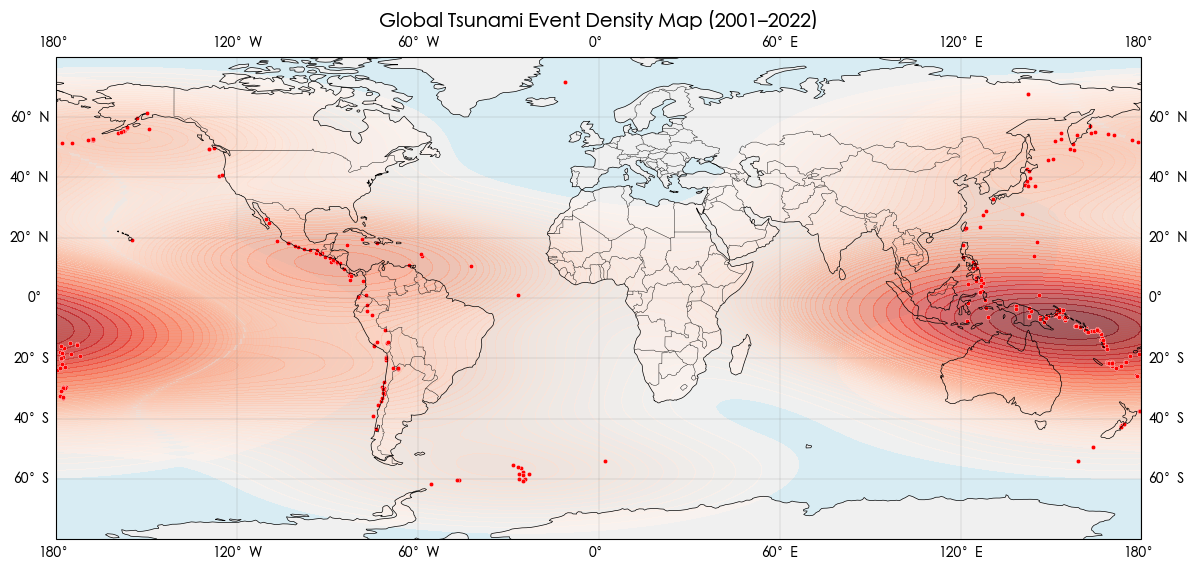 Global Tsunami Event Density Map (2001–2022)
180° 120° W 60° W 0° 60° E 120° E 180°
60° N 60° N
40° N 40° N
20° N 20° N
0° 0°
20° S 20° S
40° S 40° S
60° S 60° S
180° 120° W 60° W 0° 60° E 120° E 180°